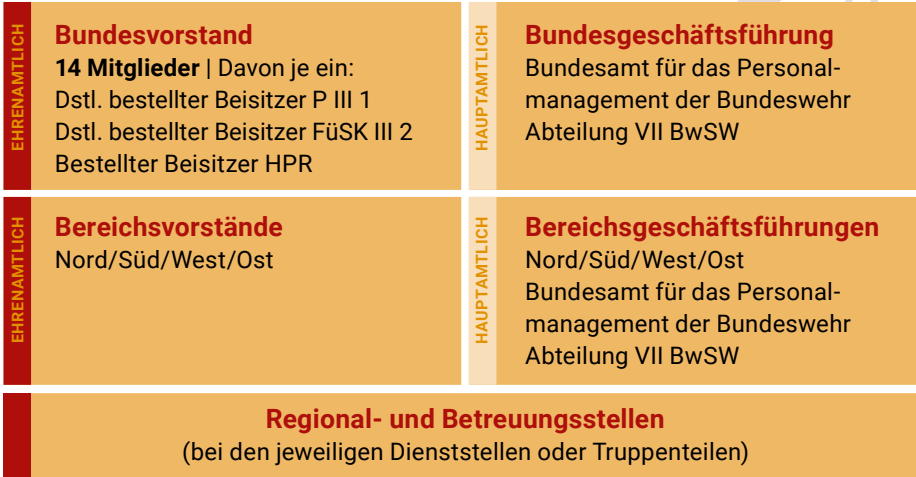 EHRENAMTLICH
Bundesvorstand
14 Mitglieder | Davon je ein:
Dstl. bestellter Beisitzer P III 1
Dstl. bestellter Beisitzer FüSK III 2
Bestellter Beisitzer HPR
HAUPTAMTLICH
Bundesgeschäftsführung
Bundesamt für das Personal-
management der Bundeswehr
Abteilung VII BwSW
EHRENAMTLICH
Bereichsvorstände
Nord/Süd/West/Ost
HAUPTAMTLICH
Bereichsgeschäftsführungen
Nord/Süd/West/Ost
Bundesamt für das Personal-
management der Bundeswehr
Abteilung VII BwSW
Regional- und Betreuungsstellen
(bei den jeweiligen Dienststellen oder Truppenteilen)